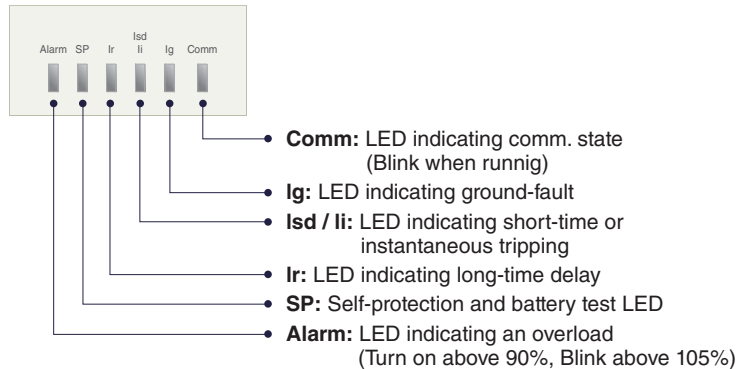 Isd
Alarm SP Ir Ii Ig Comm
Comm: LED indicating comm. state
(Blink when runnig)
Ig: LED indicating ground-fault
Isd / Ii: LED indicating short-time or
instantaneous tripping
Ir: LED indicating long-time delay
SP: Self-protection and battery test LED
Alarm: LED indicating an overload
(Turn on above 90%, Blink above 105%)